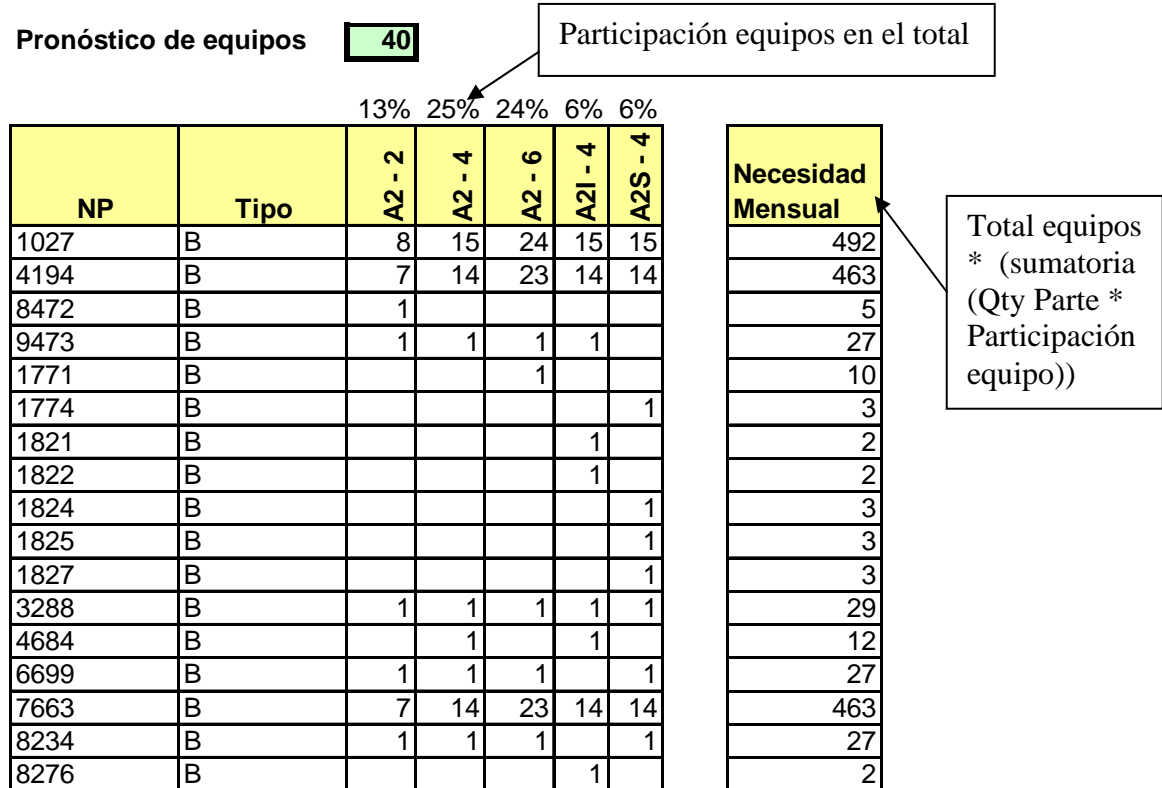 Pronóstico de equipos 40
Participación equipos en el total
13% 25% 24% 6% 6%
NP Tipo A2 - 2 A2 - 4 A2 - 6 A2I - 4 A2S - 4 Necesidad
Mensual
1027 B 8 15 24 15 15 492
4194 B 7 14 23 14 14 463
8472 B 1 5
9473 B 1 1 1 1 27
1771 B 1 10
1774 B 1 3
1821 B 1 2
1822 B 1 2
1824 B 1 3
1825 B 1 3
1827 B 1 3
3288 B 1 1 1 1 1 29
4684 B 1 1 12
6699 B 1 1 1 1 27
7663 B 7 14 23 14 14 463
8234 B 1 1 1 1 27
8276 B 1 2
Total equipos
* (sumatoria
(Qty Parte *
Participación
equipo))